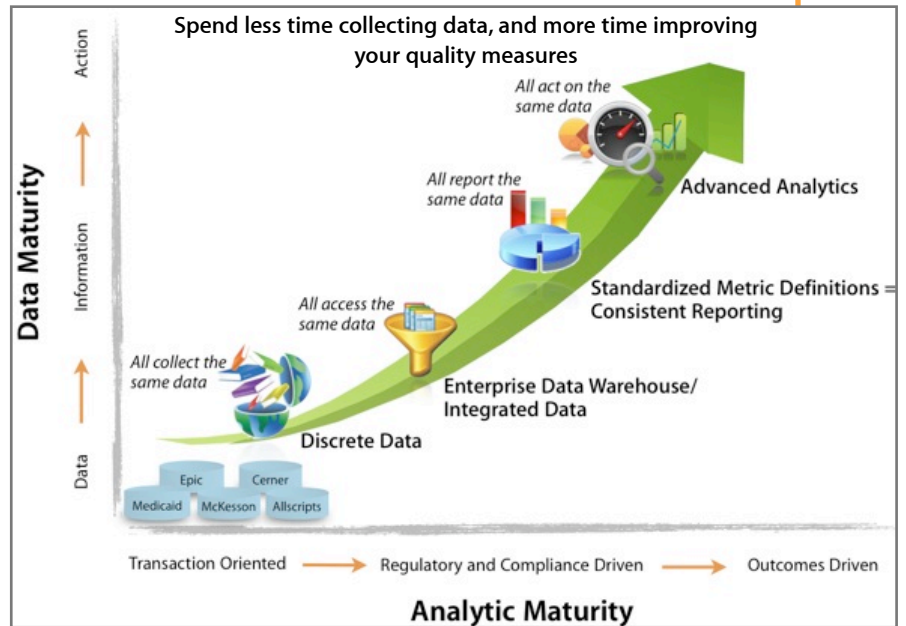 Spend less time collecting data, and more time improving
your quality measures
Data Maturity
Action
Information
Data
All act on the
same data
Advanced Analytics
All report the
same data
Standardized Metric Definitions =
Consistent Reporting
All access the
same data
Enterprise Data Warehouse/
Integrated Data
All collect the
same data
Discrete Data
Epic
Cerner
Medicaid
McKesson
Allscripts
Transaction Oriented
Regulatory and Compliance Driven
Outcomes Driven
Analytic Maturity